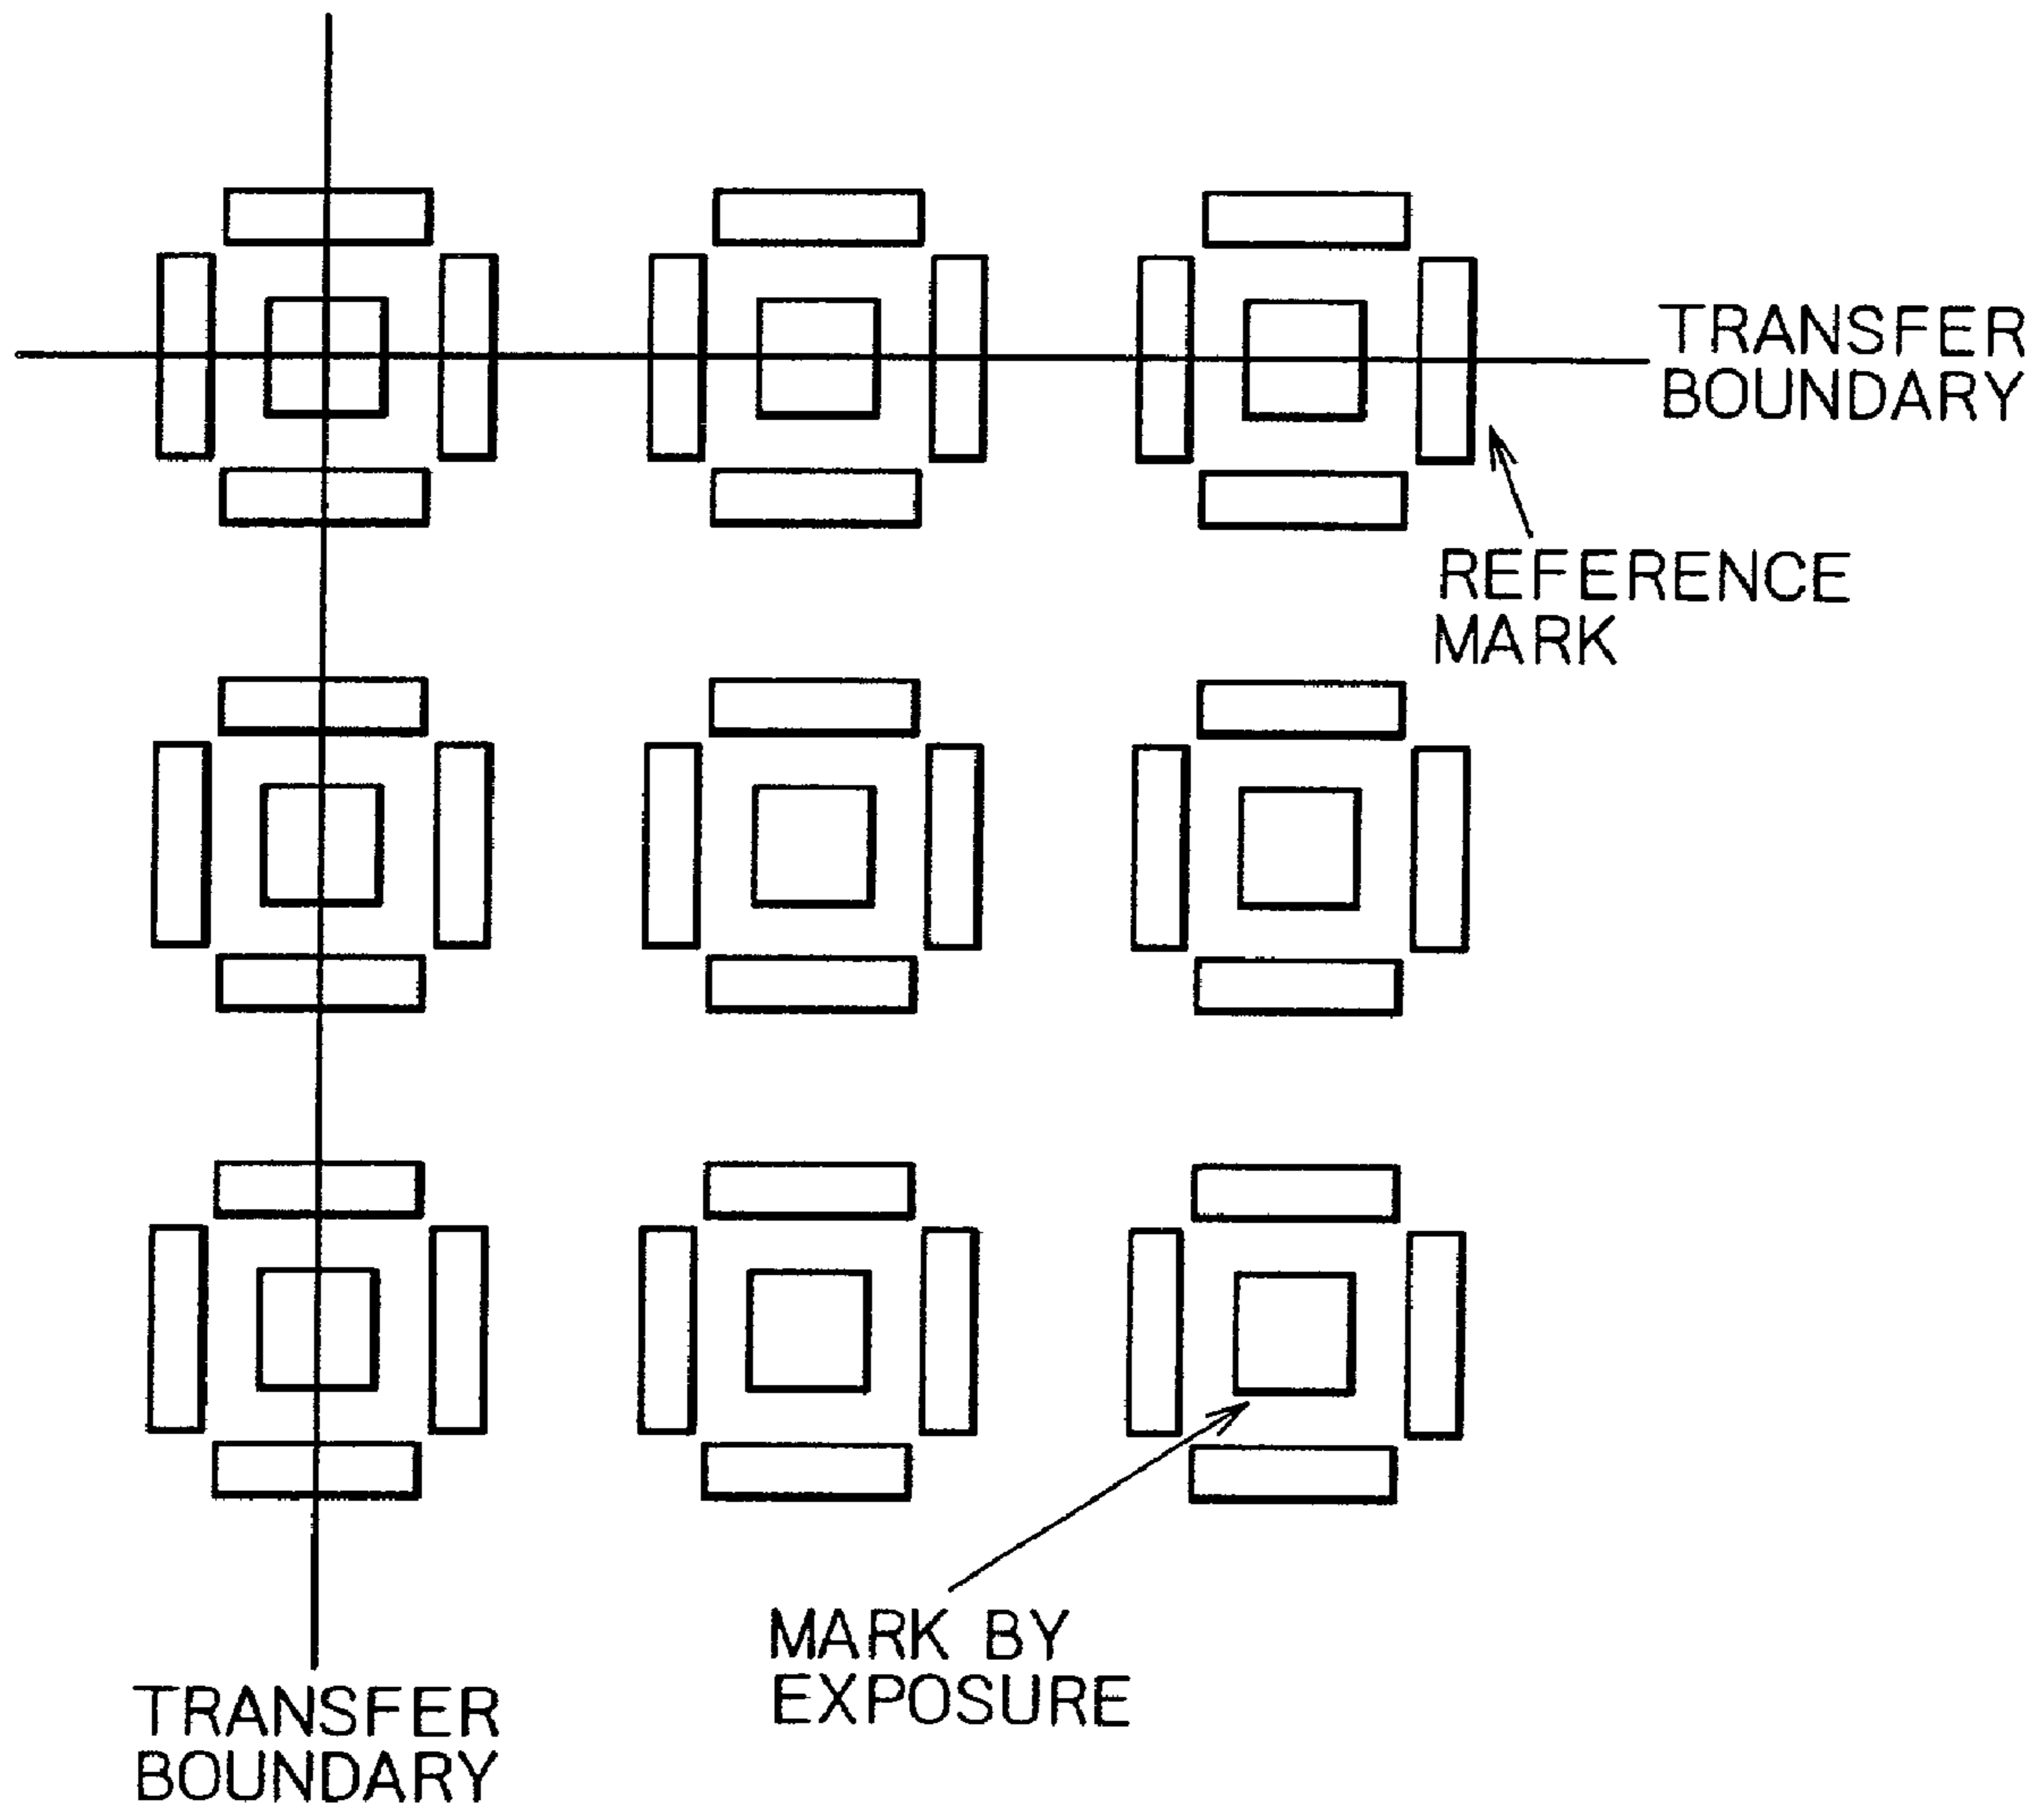 TRANSFER
BOUNDARY
REFERENCE
MARK
MARK BY
EXPOSURE
TRANSFER
BOUNDARY